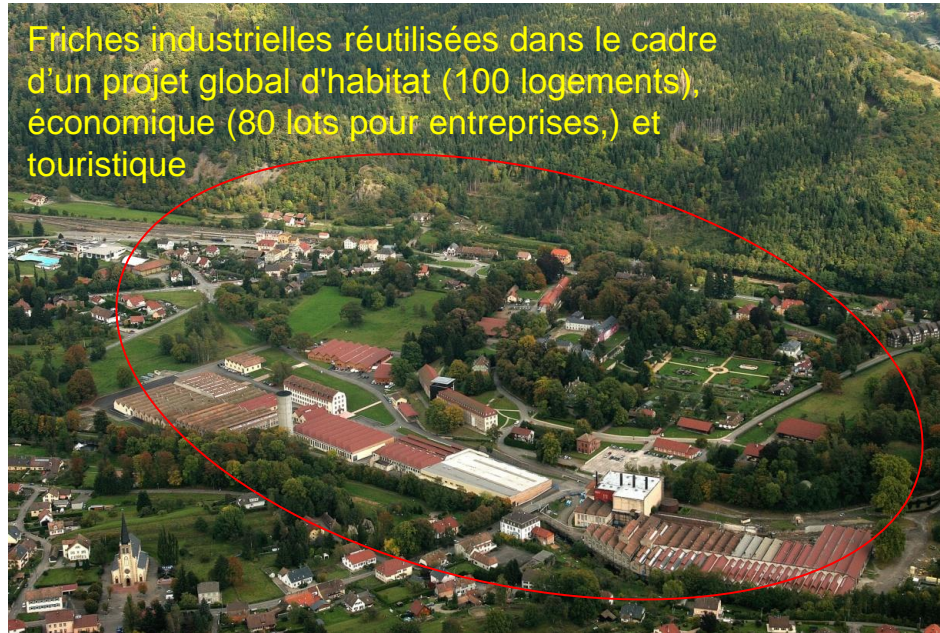 Friches industrielles réutilisées dans le cadre
d’un projet global d'habitat (100 logements),
économique (80 lots pour entreprises,) et
touristique